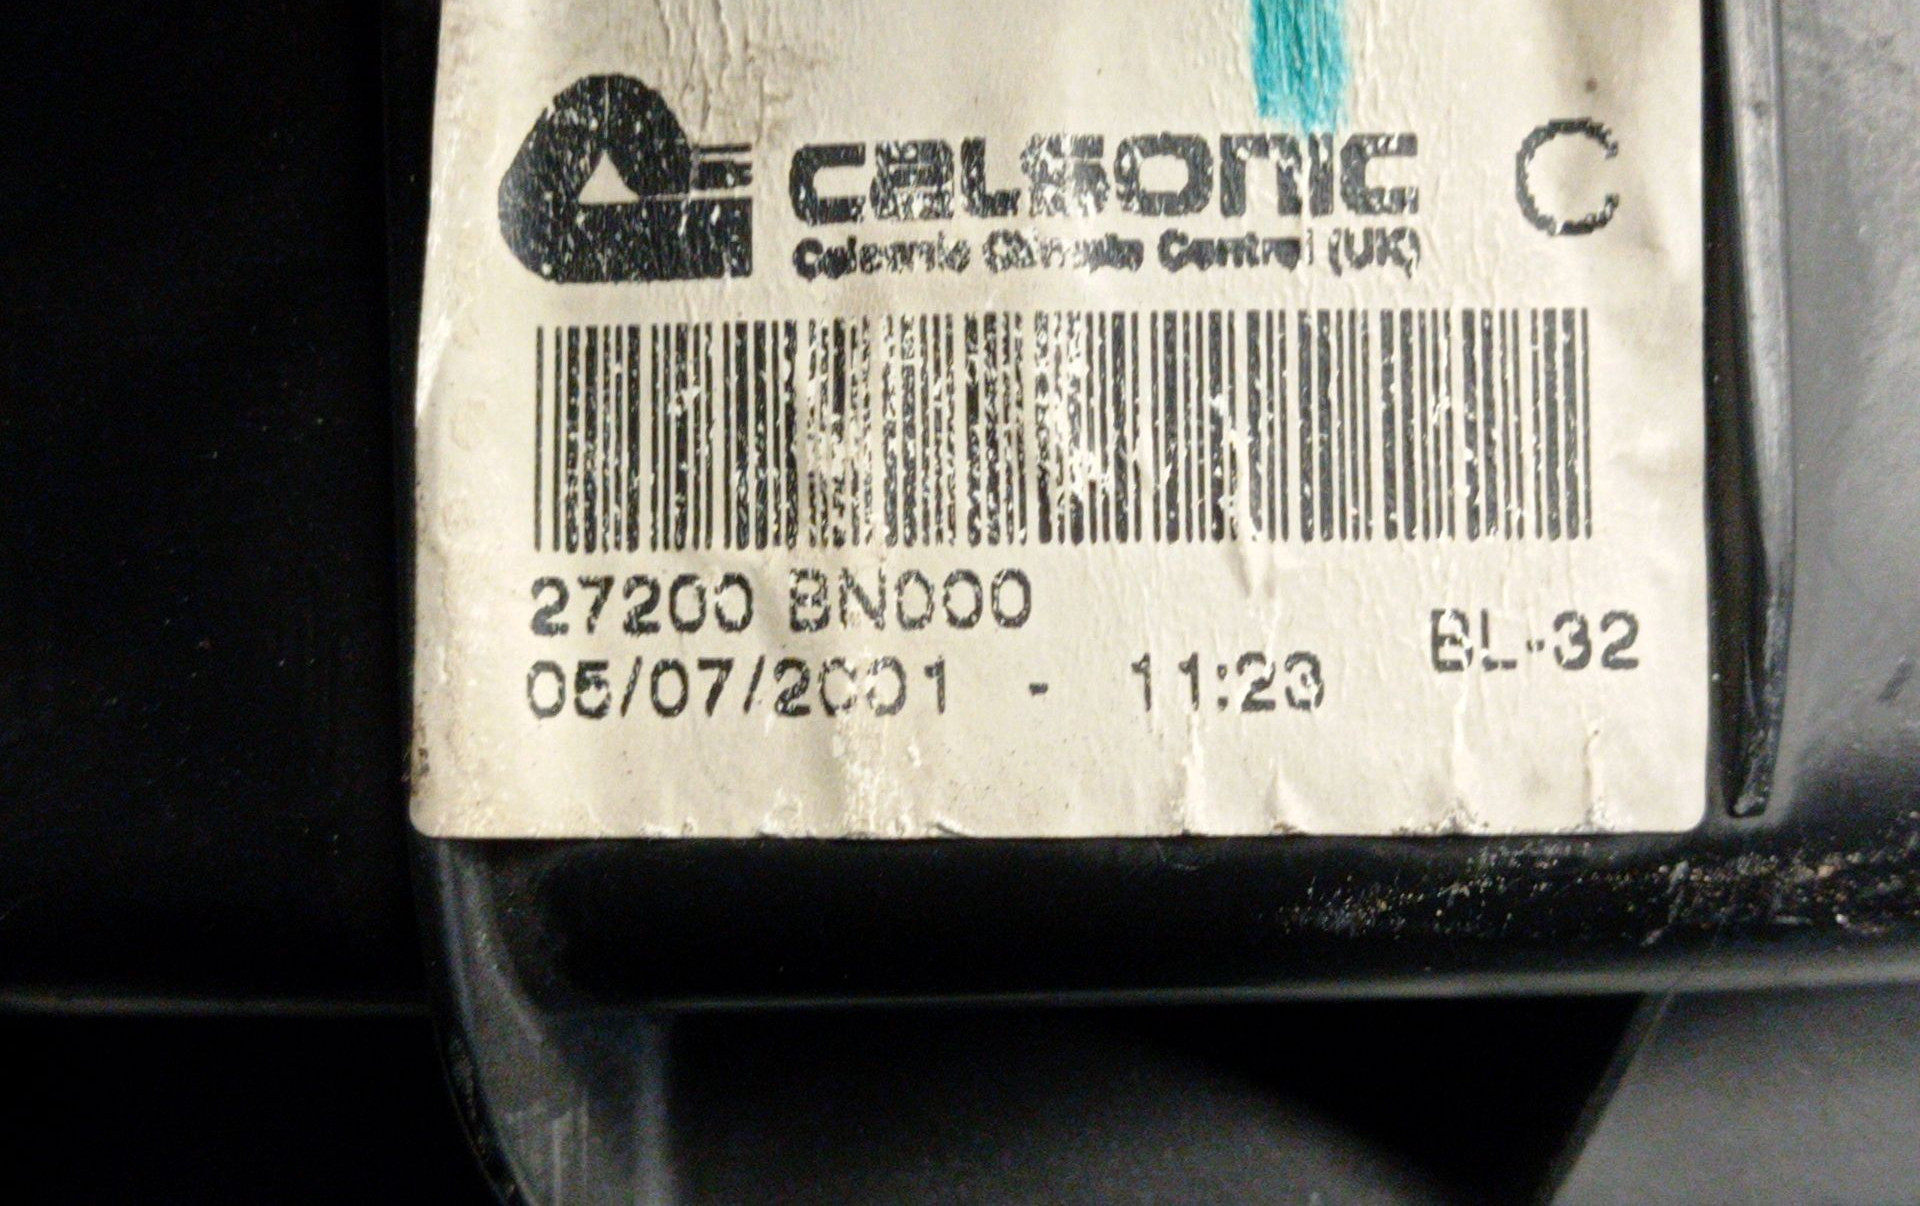 calsonic C
Calsonic Climate Control (UK)
27200 BN000
BL-32
05/07/2001 - 11:23